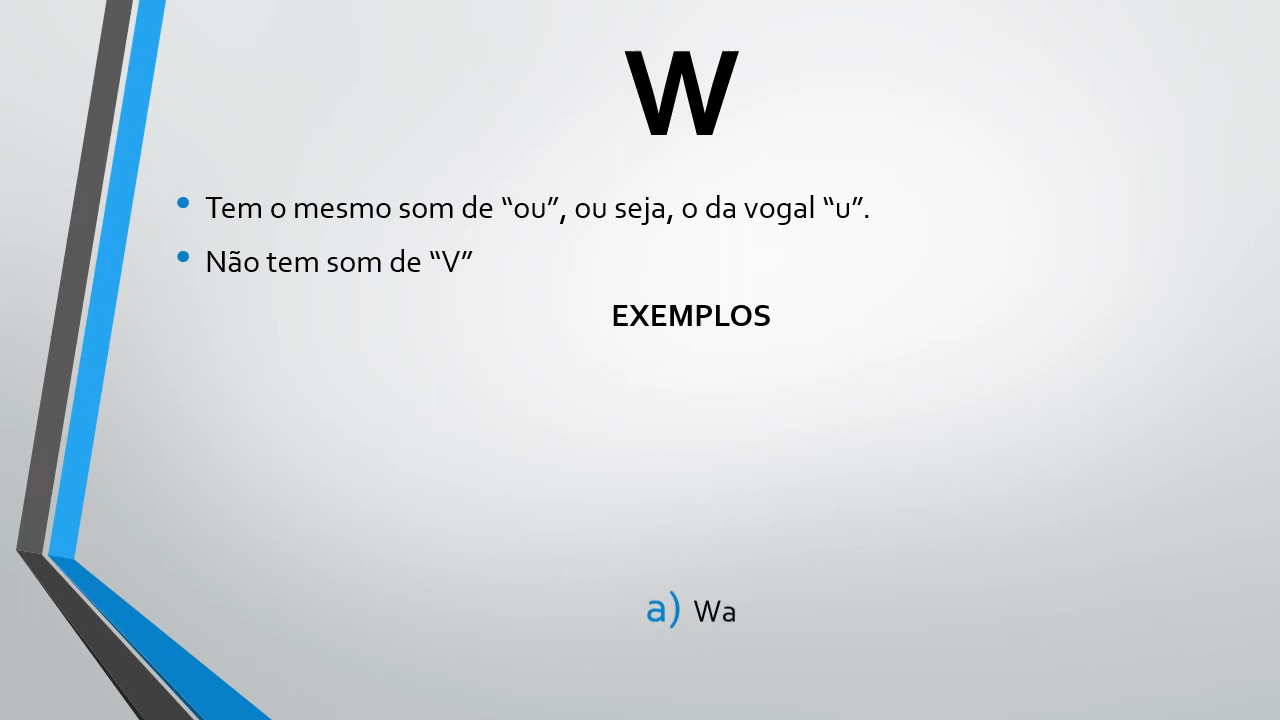 W
• Tem o mesmo som de “ou”, ou seja, o da vogal “u”.
• Não tem som de “V”
EXEMPLOS
a) Wa